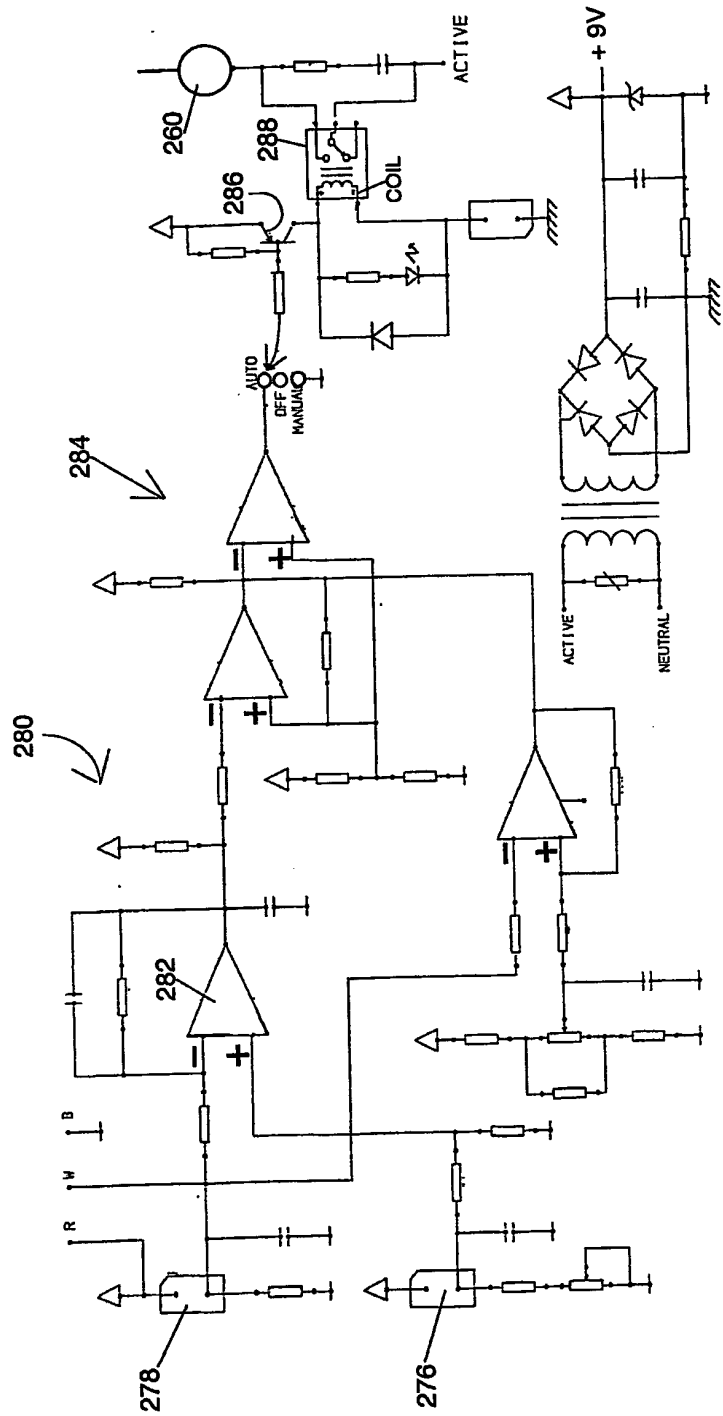 260
288
286
COIL
ACTIVE
+ 9V
284
AUTO
OFF
MANUAL
280
282
− +
− +
− +
− +
R
W
B
278
276
ACTIVE
NEUTRAL